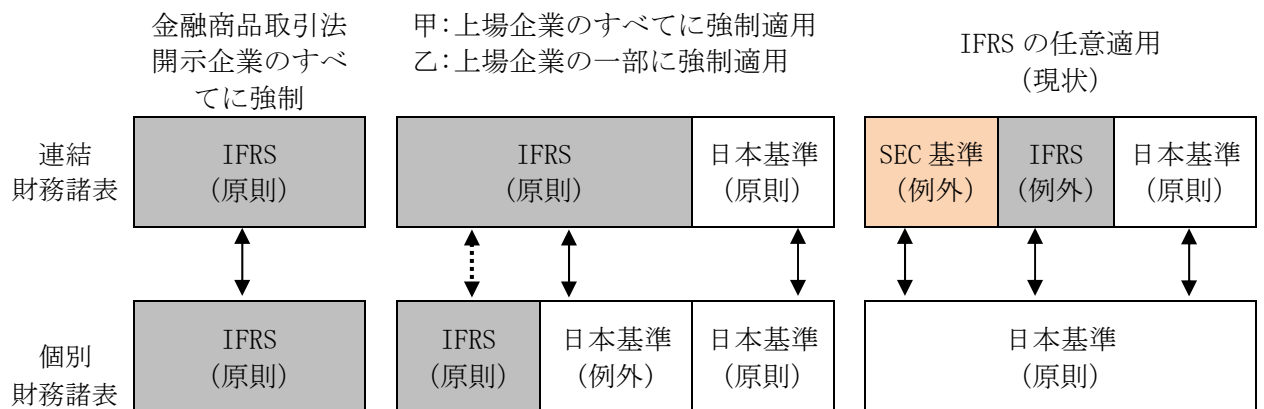 金融商品取引法
開示企業のすべ
てに強制
甲:上場企業のすべてに強制適用
乙:上場企業の一部に強制適用
IFRS の任意適用
(現状)
連結
財務諸表
IFRS
(原則)
IFRS
(原則)
日本基準
(原則)
SEC 基準
(例外)
IFRS
(例外)
日本基準
(原則)
個別
財務諸表
IFRS
(原則)
IFRS
(原則)
日本基準
(例外)
日本基準
(原則)
日本基準
(原則)